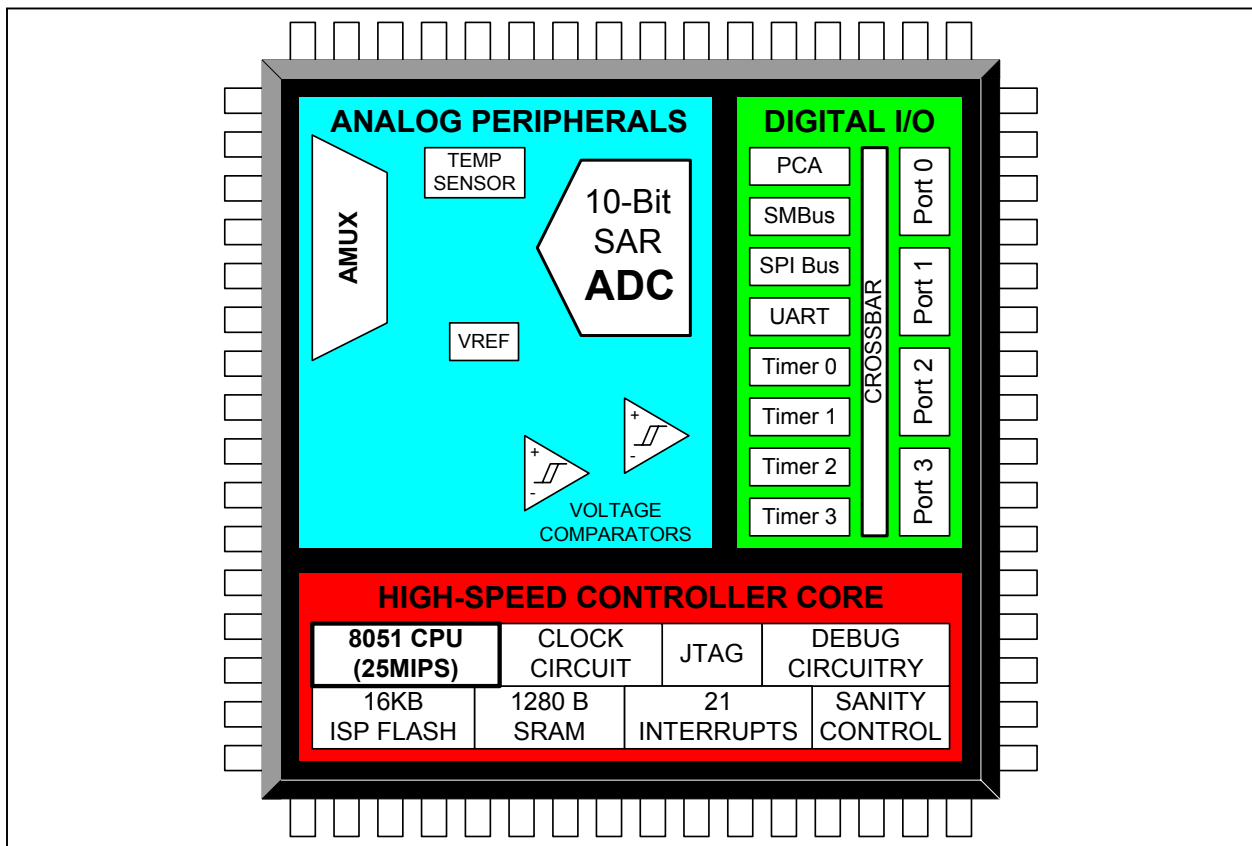 ANALOG PERIPHERALS
AMUX
TEMP
SENSOR
10-Bit
SAR
ADC
VREF
+
-
+
-
VOLTAGE
COMPARATORS
DIGITAL I/O
PCA
SMBus
SPI Bus
UART
Timer 0
Timer 1
Timer 2
Timer 3
CROSSBAR
Port 0
Port 1
Port 2
Port 3
HIGH-SPEED CONTROLLER CORE
8051 CPU
(25MIPS)
CLOCK
CIRCUIT
JTAG
DEBUG
CIRCUITRY
16KB
ISP FLASH
1280 B
SRAM
21
INTERRUPTS
SANITY
CONTROL